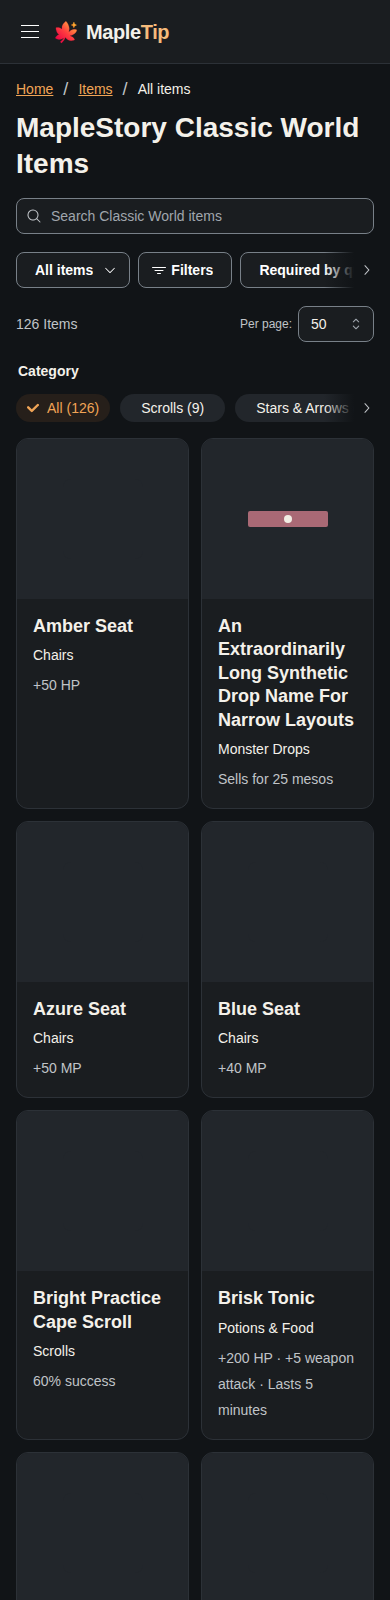 MapleTip
Home / Items / All items
MapleStory Classic World
Items
Search Classic World items
All items
Filters
Required by q
126 Items
Per page: 50
Category
All (126)
Scrolls (9)
Stars & Arrows
Amber Seat
Chairs
+50 HP
An
Extraordinarily
Long Synthetic
Drop Name For
Narrow Layouts
Monster Drops
Sells for 25 mesos
Azure Seat
Chairs
+50 MP
Blue Seat
Chairs
+40 MP
Bright Practice
Cape Scroll
Scrolls
60% success
Brisk Tonic
Potions & Food
+200 HP · +5 weapon
attack · Lasts 5
minutes